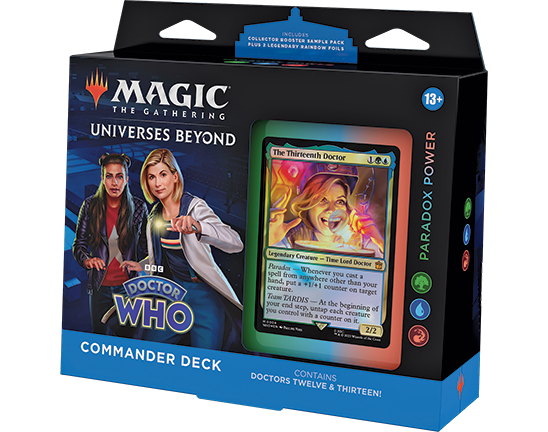 INCLUDES
COLLECTOR BOOSTER SAMPLE PACK
PLUS 2 LEGENDARY RAINBOW FOILS
MAGIC
THE GATHERING
UNIVERSES BEYOND
13+
PARADOX POWER
The Thirteenth Doctor 1
Legendary Creature — Time Lord Doctor
Paradox — Whenever you cast a
spell from anywhere other than your
hand, put a +1/+1 counter on target
creature.
Team TARDIS — At the beginning of
your end step, untap each creature
you control with a counter on it.
2/2
BBC
DOCTOR
WHO
COMMANDER DECK
CONTAINS
DOCTORS TWELVE & THIRTEEN!